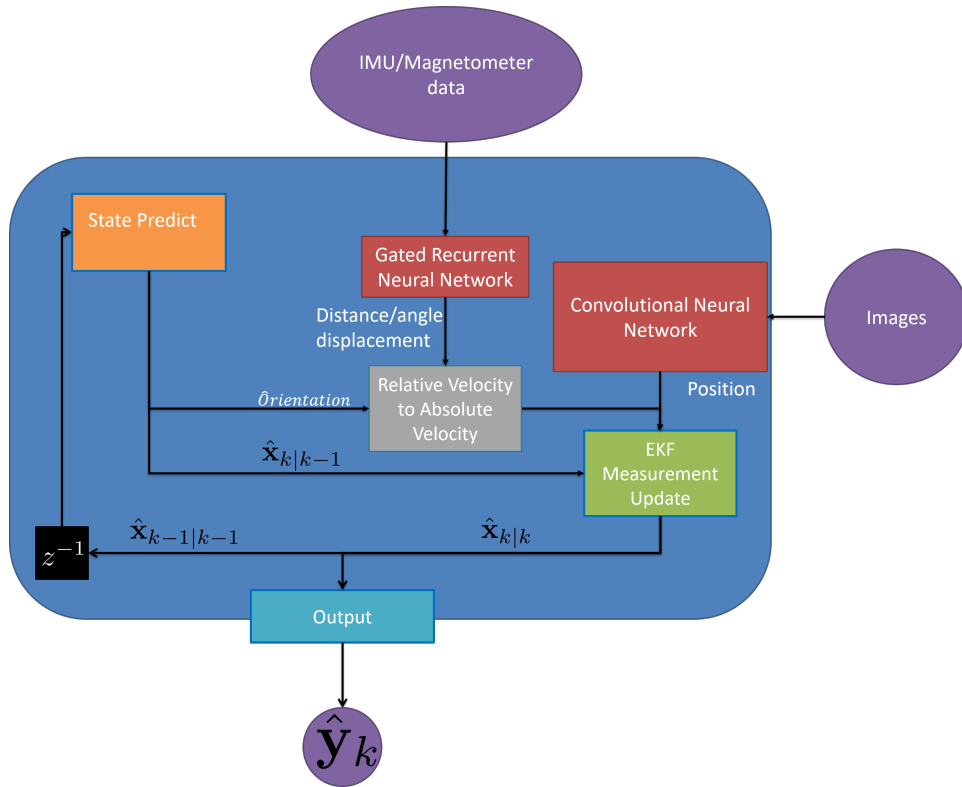 IMU/Magnetometer
data
State Predict
Gated Recurrent
Neural Network
Convolutional Neural
Network
Images
Distance/angle
displacement
Relative Velocity
to Absolute
Velocity
Position
Ôrientation
EKF
Measurement
Update
x̂ₖ|ₖ₋₁
z⁻¹
x̂ₖ₋₁|ₖ₋₁
x̂ₖ|ₖ
Output
ŷₖ